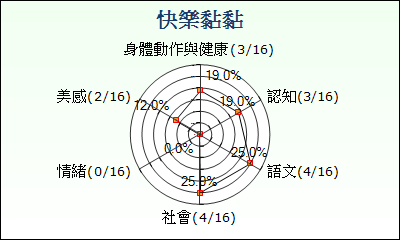 快樂黏黏
身體動作與健康(3/16)
19.0%
美感(2/16)
12.0%
19.0%
認知(3/16)
情緒(0/16)
0.0%
25.0%
語文(4/16)
25.0%
社會(4/16)